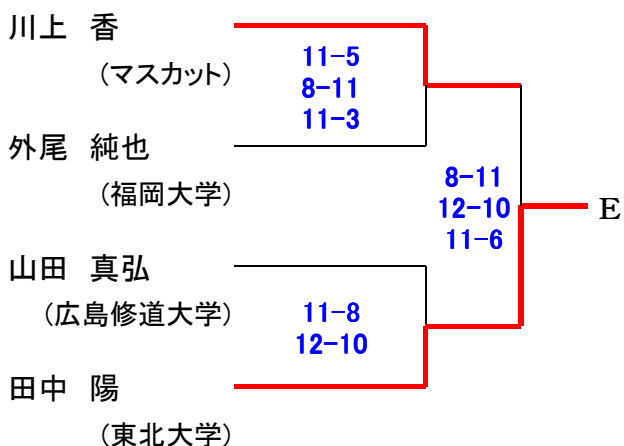 川上 香
(マスカット)
11-5
8-11
11-3
外尾 純也
(福岡大学)
8-11
12-10
11-6
E
山田 真弘
(広島修道大学)
11-8
12-10
田中 陽
(東北大学)